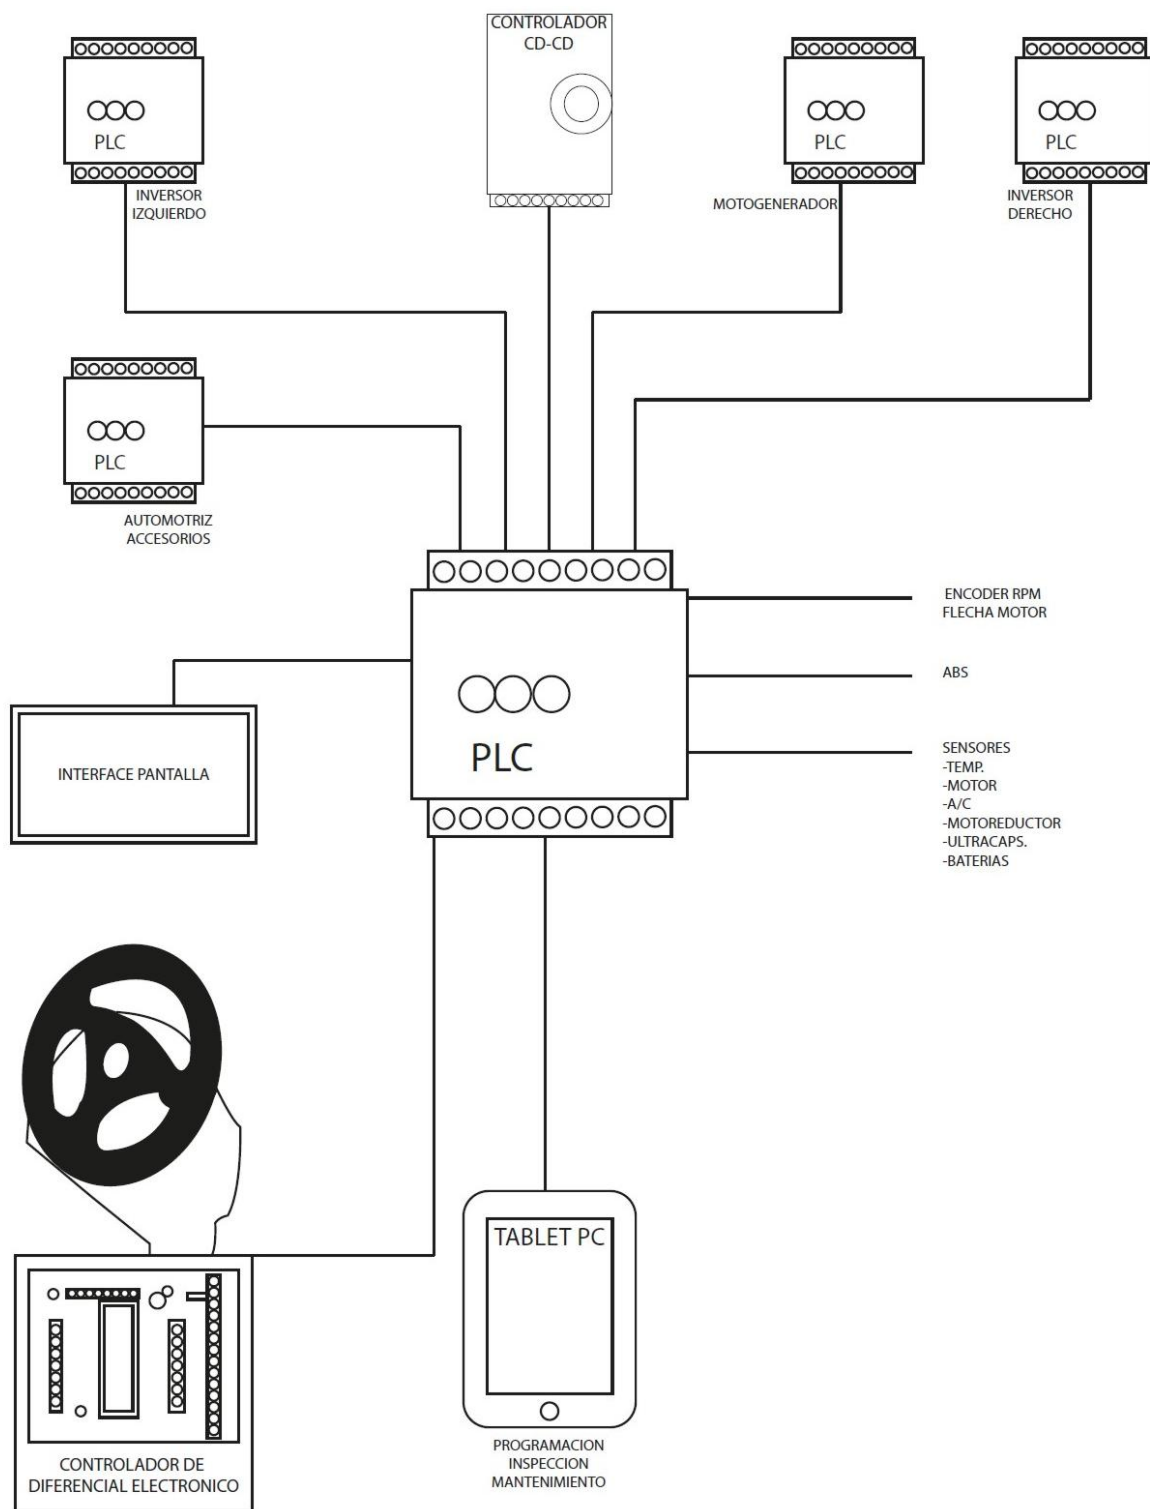 CONTROLADOR
CD-CD
PLC
INVERSOR
IZQUIERDO
PLC
MOTOGENERADOR
PLC
INVERSOR
DERECHO
PLC
AUTOMOTRIZ
ACCESORIOS
ENCODER RPM
FLECHA MOTOR
ABS
PLC
INTERFACE PANTALLA
SENSORES
-TEMP.
-MOTOR
-A/C
-MOTOREDUCTOR
-ULTRACAPS.
-BATERIAS
TABLET PC
PROGRAMACION
INSPECCION
MANTENIMIENTO
CONTROLADOR DE
DIFERENCIAL ELECTRONICO